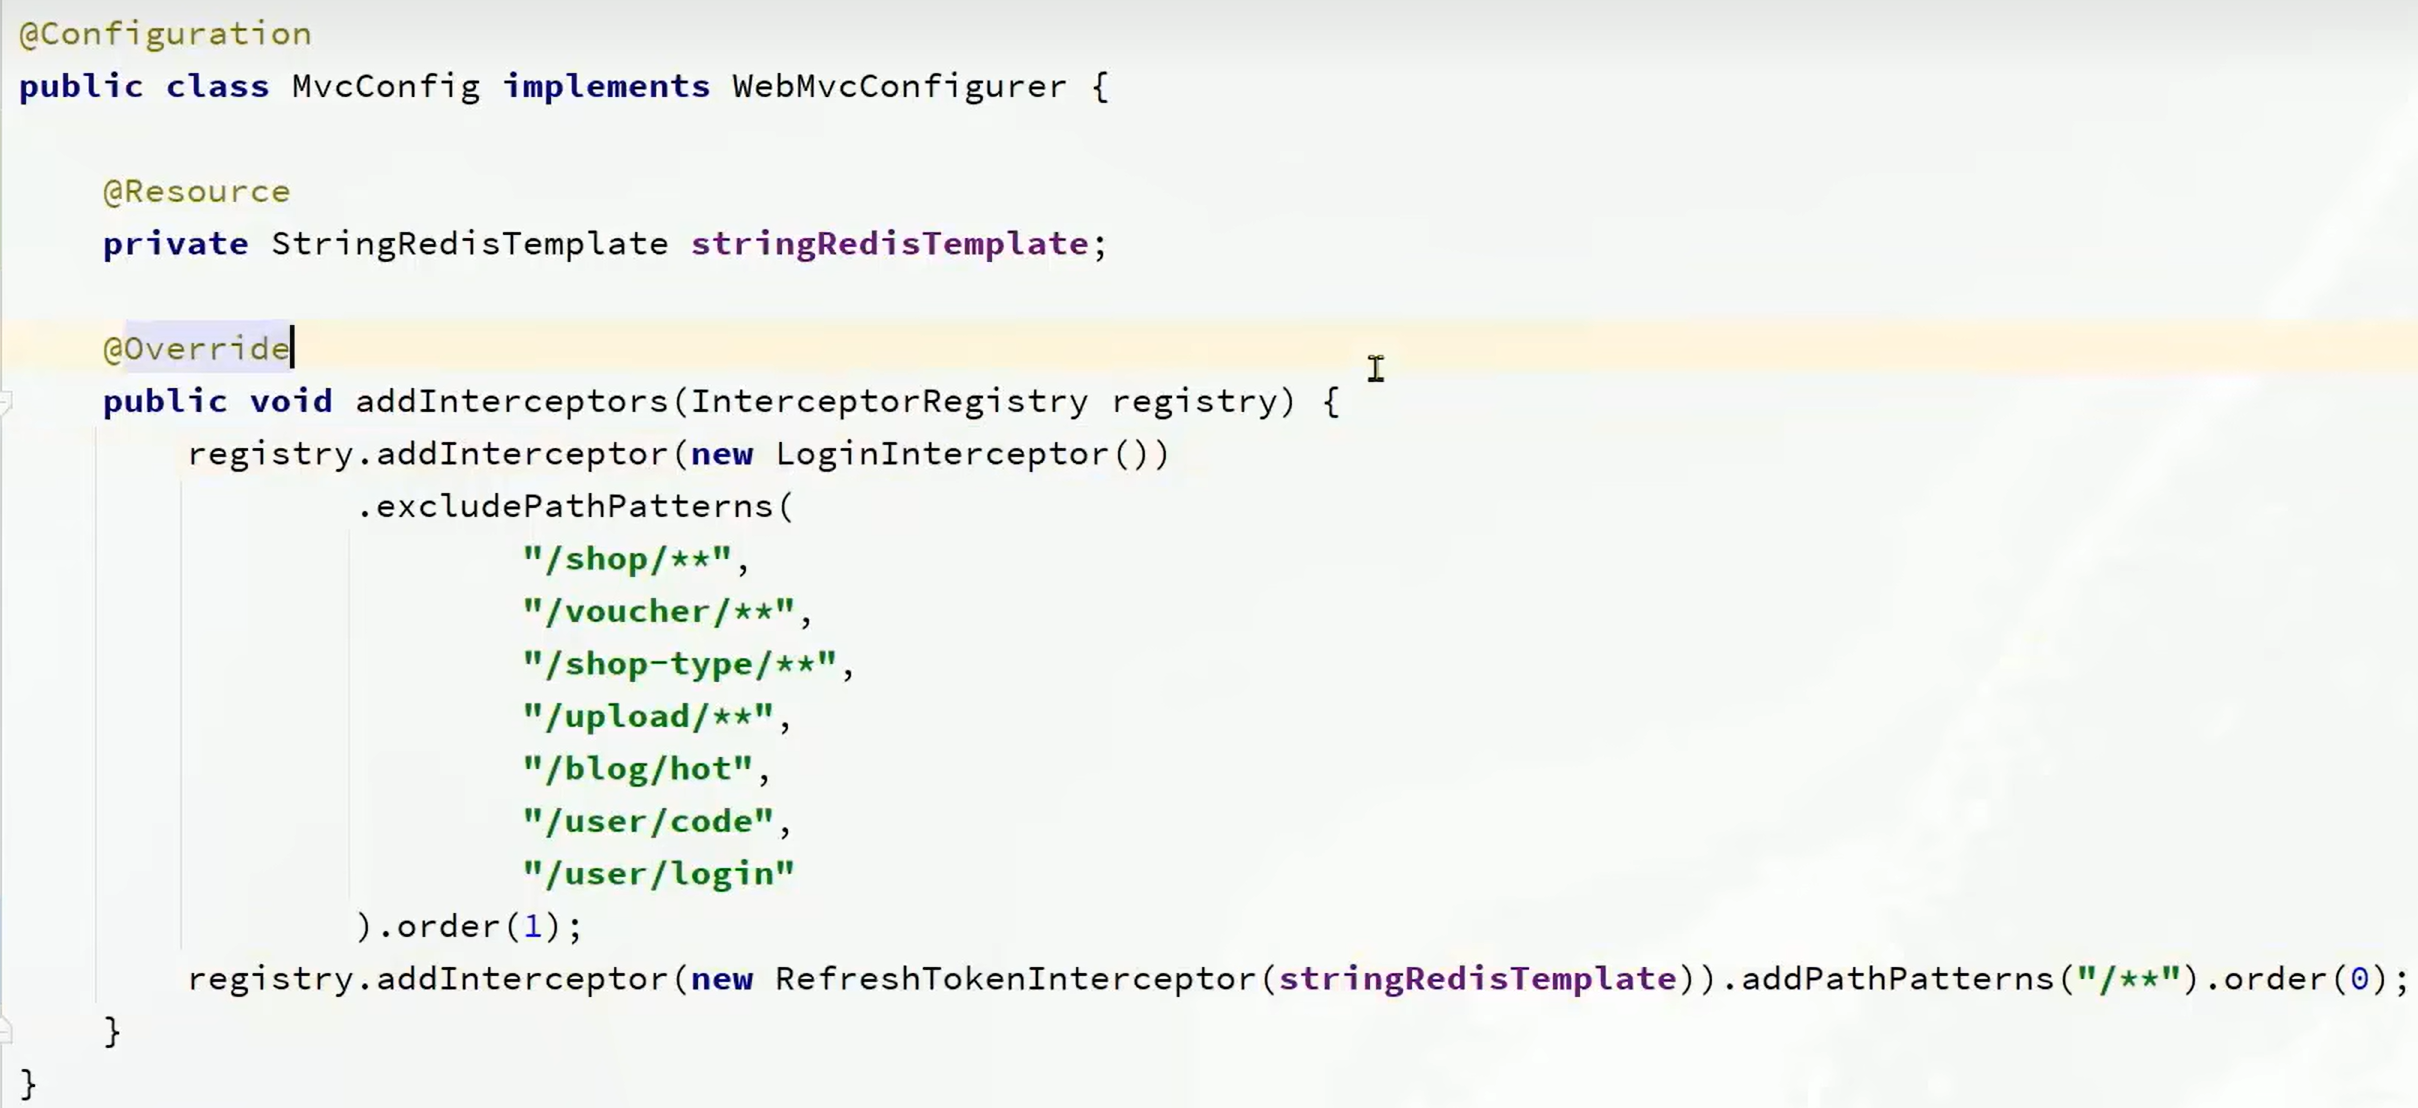 @Configuration
public class MvcConfig implements WebMvcConfigurer {
@Resource
private StringRedisTemplate stringRedisTemplate;
@Override
public void addInterceptors(InterceptorRegistry registry) {
registry.addInterceptor(new LoginInterceptor())
.excludePathPatterns(
"/shop/**",
"/voucher/**",
"/shop-type/**",
"/upload/**",
"/blog/hot",
"/user/code",
"/user/login"
).order(1);
registry.addInterceptor(new RefreshTokenInterceptor(stringRedisTemplate)).addPathPatterns("/**").order(0);
}
}